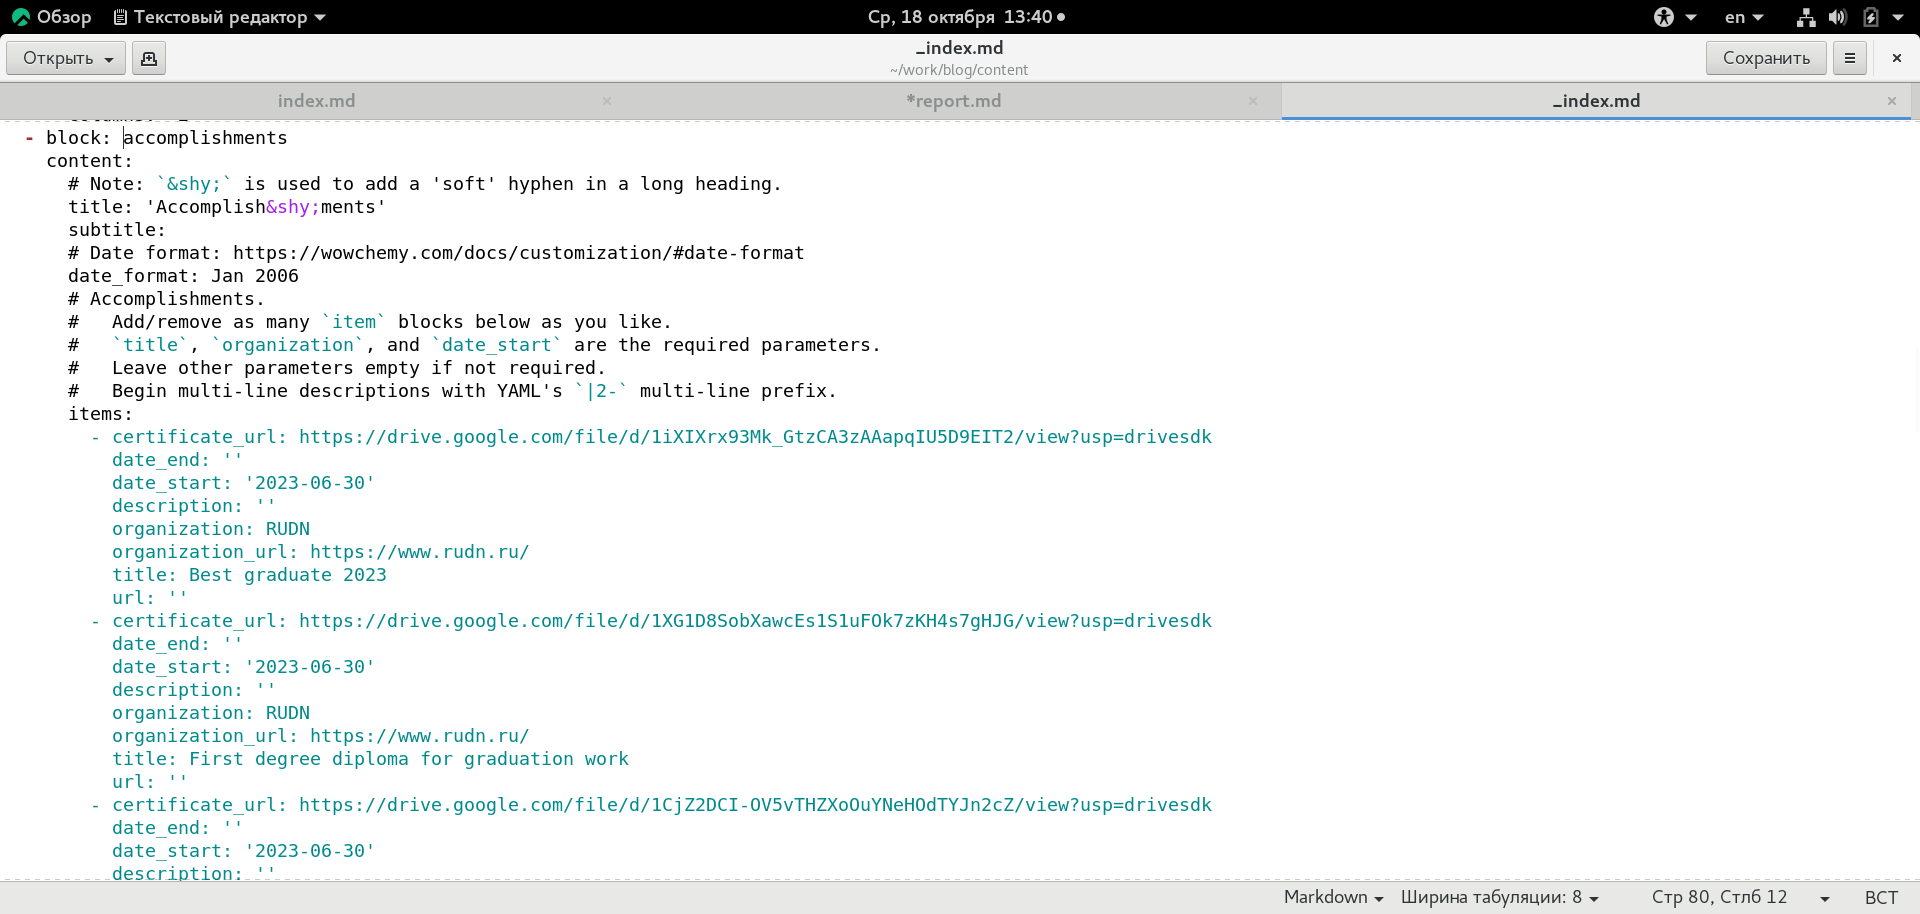 Обзор Текстовый редактор Ср, 18 октября 13:40 en
Открыть _index.md Сохранить
~/work/blog/content
index.md *report.md _index.md
- block: accomplishments
content:
# Note: `&shy;` is used to add a 'soft' hyphen in a long heading.
title: 'Accomplish&shy;ments'
subtitle:
# Date format: https://wowchemy.com/docs/customization/#date-format
date_format: Jan 2006
# Accomplishments.
#   Add/remove as many `item` blocks below as you like.
#   `title`, `organization`, and `date_start` are the required parameters.
#   Leave other parameters empty if not required.
#   Begin multi-line descriptions with YAML's `|2-` multi-line prefix.
items:
- certificate_url: https://drive.google.com/file/d/1iXIXrx93Mk_GtzCA3zAAapqIU5D9EIT2/view?usp=drivesdk
date_end: ''
date_start: '2023-06-30'
description: ''
organization: RUDN
organization_url: https://www.rudn.ru/
title: Best graduate 2023
url: ''
- certificate_url: https://drive.google.com/file/d/1XG1D8SobXawcEs1S1uFOk7zKH4s7gHJG/view?usp=drivesdk
date_end: ''
date_start: '2023-06-30'
description: ''
organization: RUDN
organization_url: https://www.rudn.ru/
title: First degree diploma for graduation work
url: ''
- certificate_url: https://drive.google.com/file/d/1CjZ2DCI-OV5vTHZXoOuYNeHOdTYJn2cZ/view?usp=drivesdk
date_end: ''
date_start: '2023-06-30'
description: ''
Markdown Ширина табуляции: 8 Стр 80, Стлб 12 ВСТ